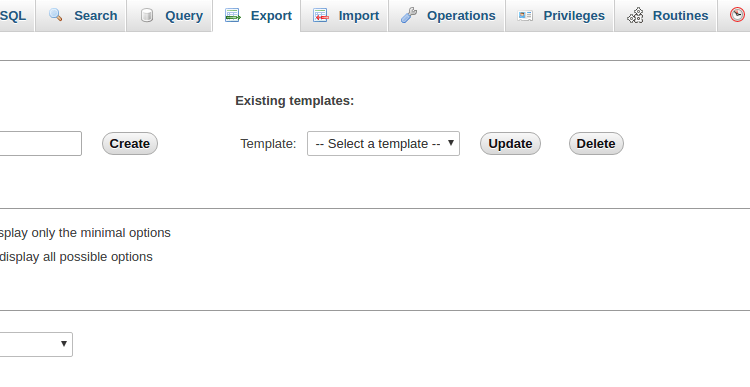 SQL Search Query Export Import Operations Privileges Routines
Existing templates:
Create Template: -- Select a template -- Update Delete
splay only the minimal options
display all possible options